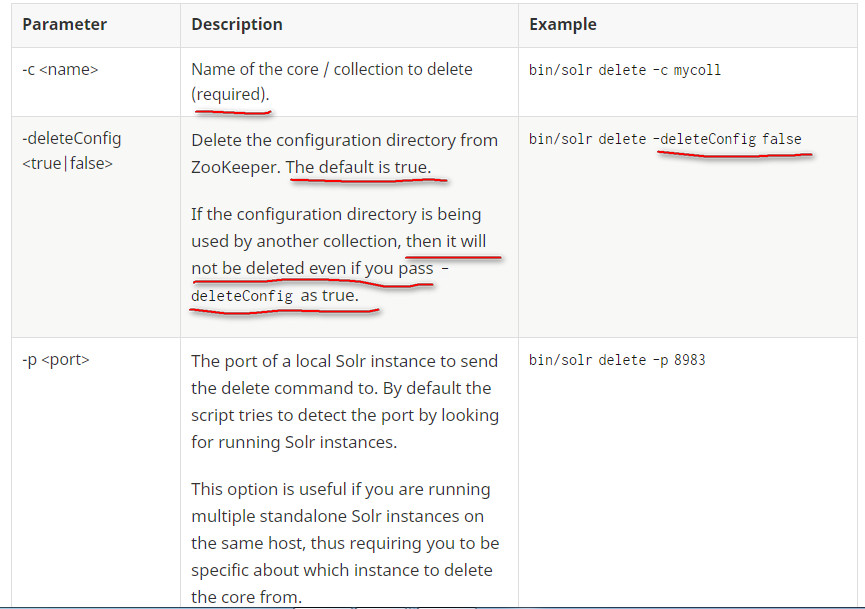 Parameter Description Example
-c <name> Name of the core / collection to delete bin/solr delete -c mycoll
(required).
-deleteConfig Delete the configuration directory from bin/solr delete -deleteConfig false
<true|false> ZooKeeper. The default is true.
If the configuration directory is being
used by another collection, then it will
not be deleted even if you pass -
deleteConfig as true.
-p <port> The port of a local Solr instance to send bin/solr delete -p 8983
the delete command to. By default the
script tries to detect the port by looking
for running Solr instances.
This option is useful if you are running
multiple standalone Solr instances on
the same host, thus requiring you to be
specific about which instance to delete
the core from.